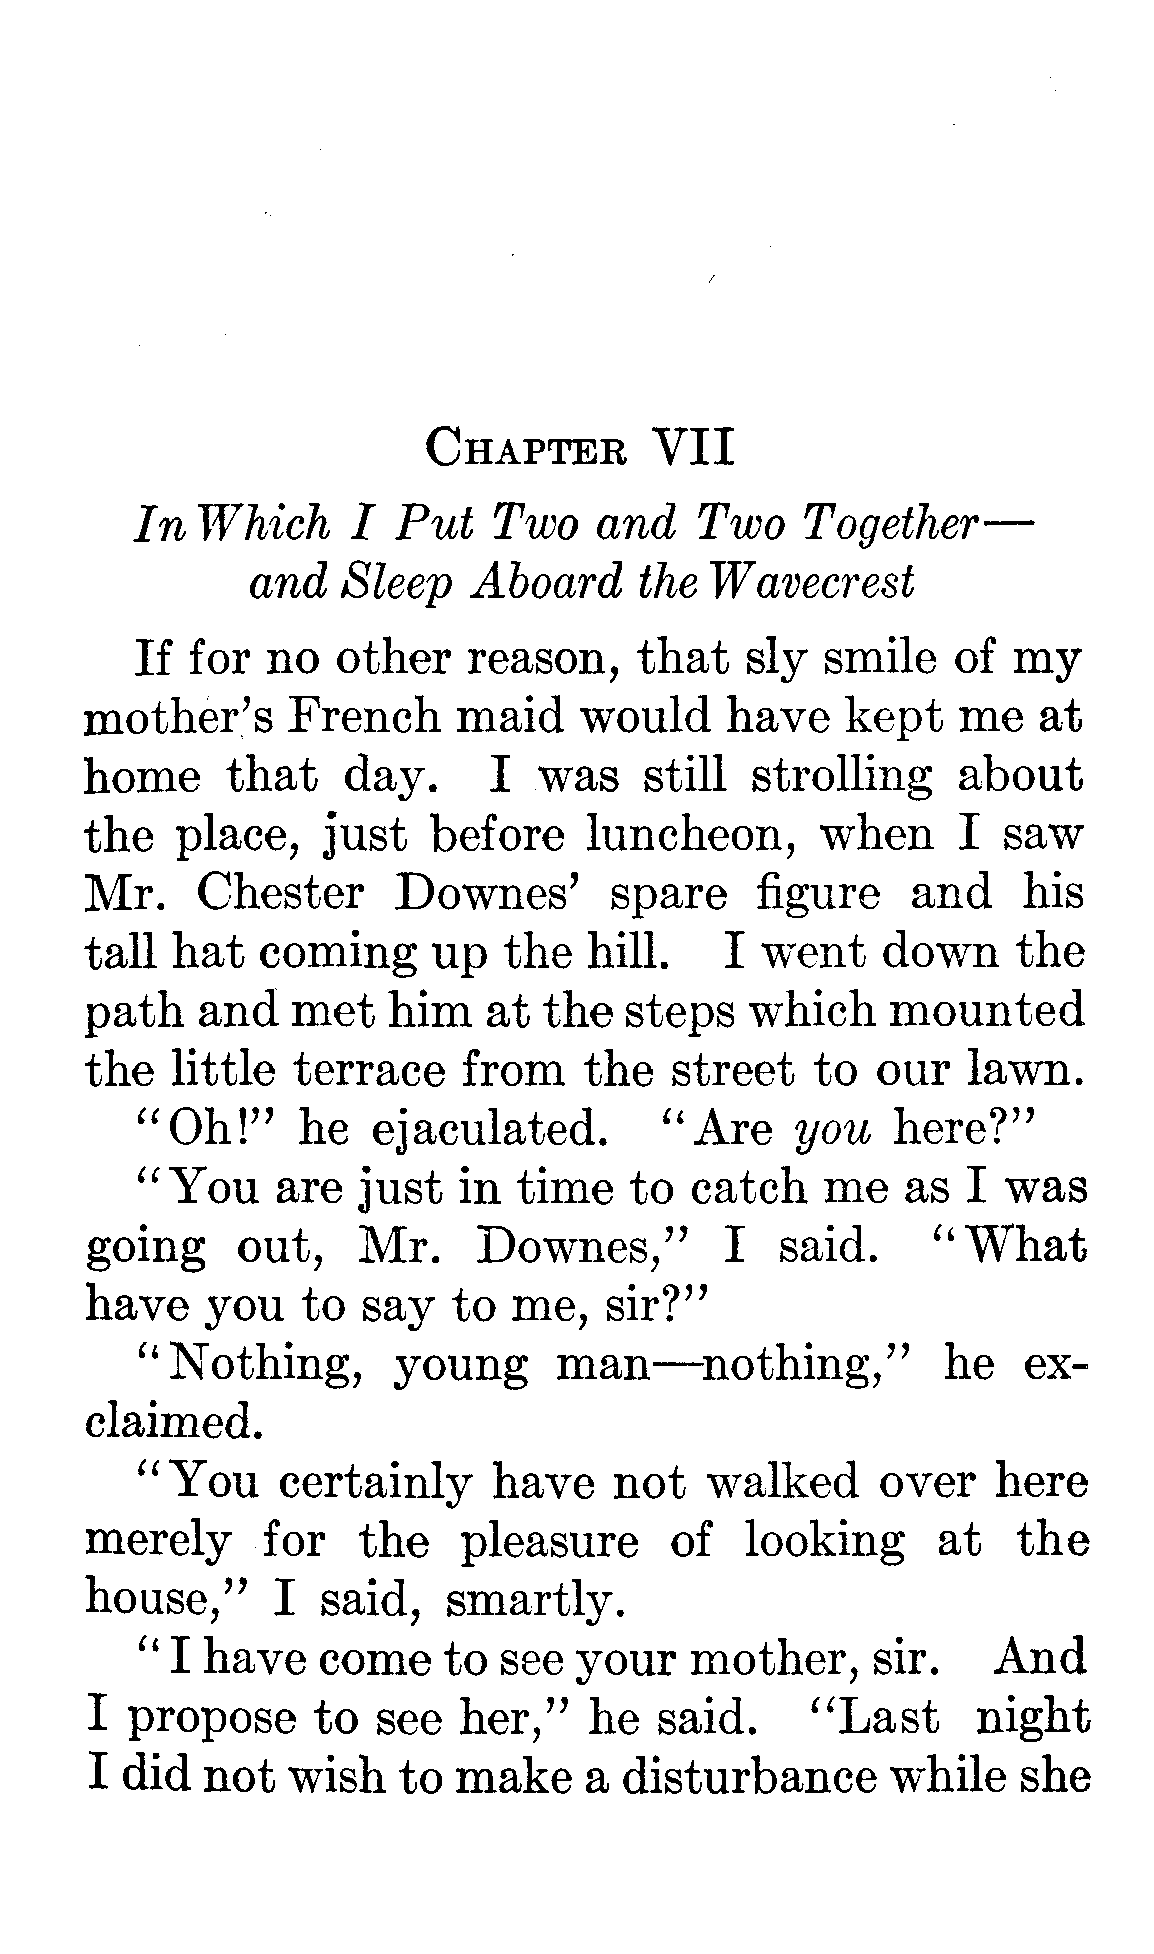 Chapter VII
In Which I Put Two and Two Together—
and Sleep Aboard the Wavecrest
If for no other reason, that sly smile of my
mother's French maid would have kept me at
home that day. I was still strolling about
the place, just before luncheon, when I saw
Mr. Chester Downes' spare figure and his
tall hat coming up the hill. I went down the
path and met him at the steps which mounted
the little terrace from the street to our lawn.
"Oh!" he ejaculated. "Are you here?"
"You are just in time to catch me as I was
going out, Mr. Downes," I said. "What
have you to say to me, sir?"
"Nothing, young man—nothing," he ex-
claimed.
"You certainly have not walked over here
merely for the pleasure of looking at the
house," I said, smartly.
"I have come to see your mother, sir. And
I propose to see her," he said. "Last night
I did not wish to make a disturbance while she